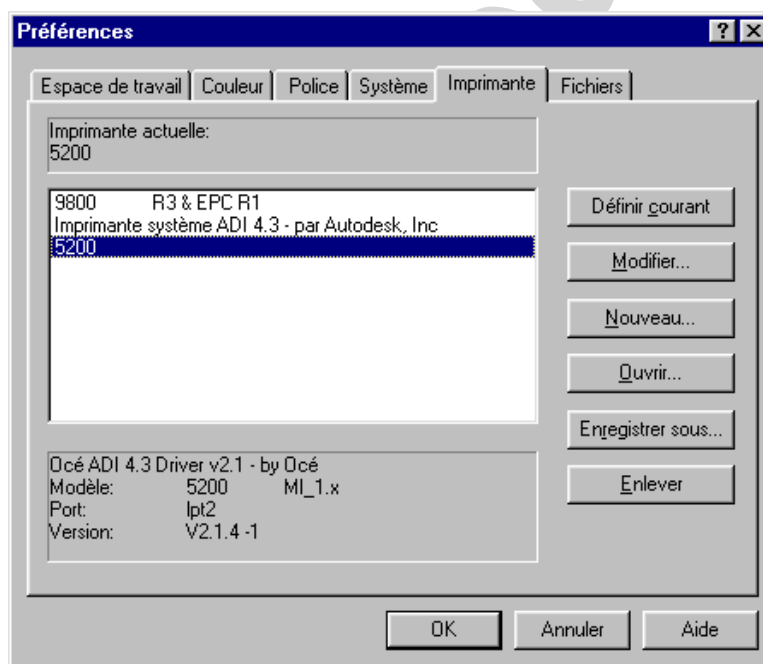 Préférences
Espace de travail Couleur Police Système Imprimante Fichiers
Imprimante actuelle:
5200
9800 R3 & EPC R1
Imprimante système ADI 4.3 - par Autodesk, Inc
5200
Définir courant
Modifier...
Nouveau...
Ouvrir...
Enregistrer sous...
Enlever
Océ ADI 4.3 Driver v2.1 - by Océ
Modèle: 5200 MI_1.x
Port: lpt2
Version: V2.1.4 -1
OK Annuler Aide